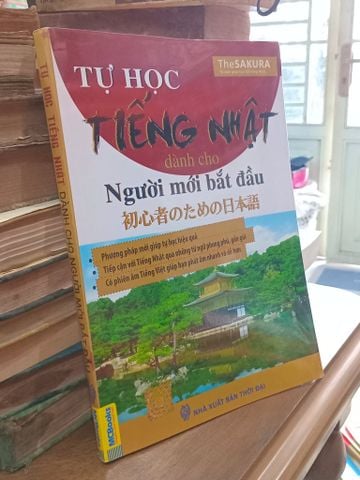 TheSAKURA
TỰ HỌC
TIẾNG NHẬT
dành cho
Người mới bắt đầu
初心者のための日本語
Phương pháp mới giúp tự học hiệu quả
Tiếp cận với Tiếng Nhật qua những từ ngữ phong phú, gần gũi
Có phiên âm Tiếng Việt giúp bạn phát âm nhanh và dễ hơn
NHÀ XUẤT BẢN THỜI ĐẠI
TỰ HỌC TIẾNG NHẬT DÀNH CHO NGƯỜI MỚI BẮT ĐẦU
MCBooks